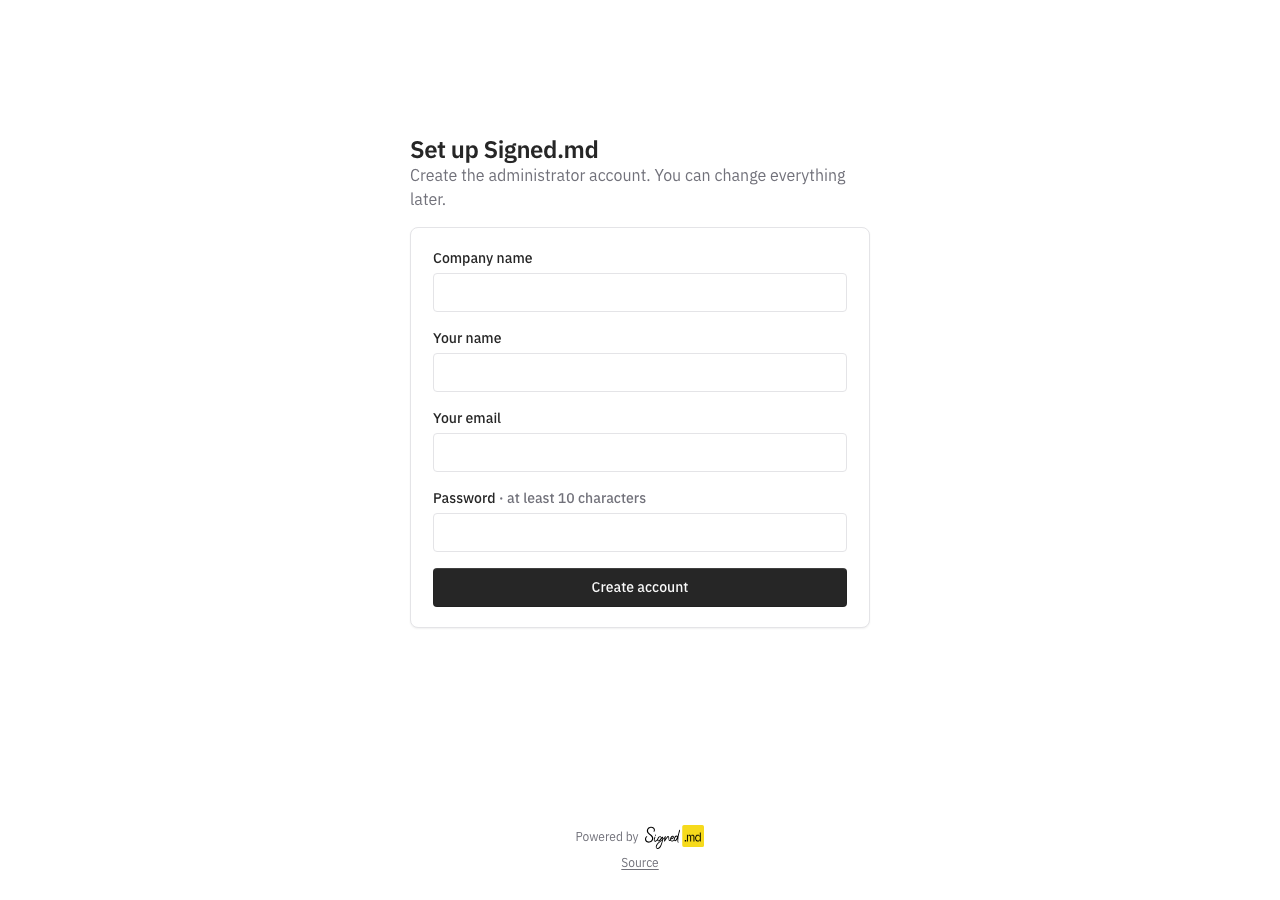 Set up Signed.md
Create the administrator account. You can change everything
later.
Company name
Your name
Your email
Password · at least 10 characters
Create account
Powered by Signed .md
Source